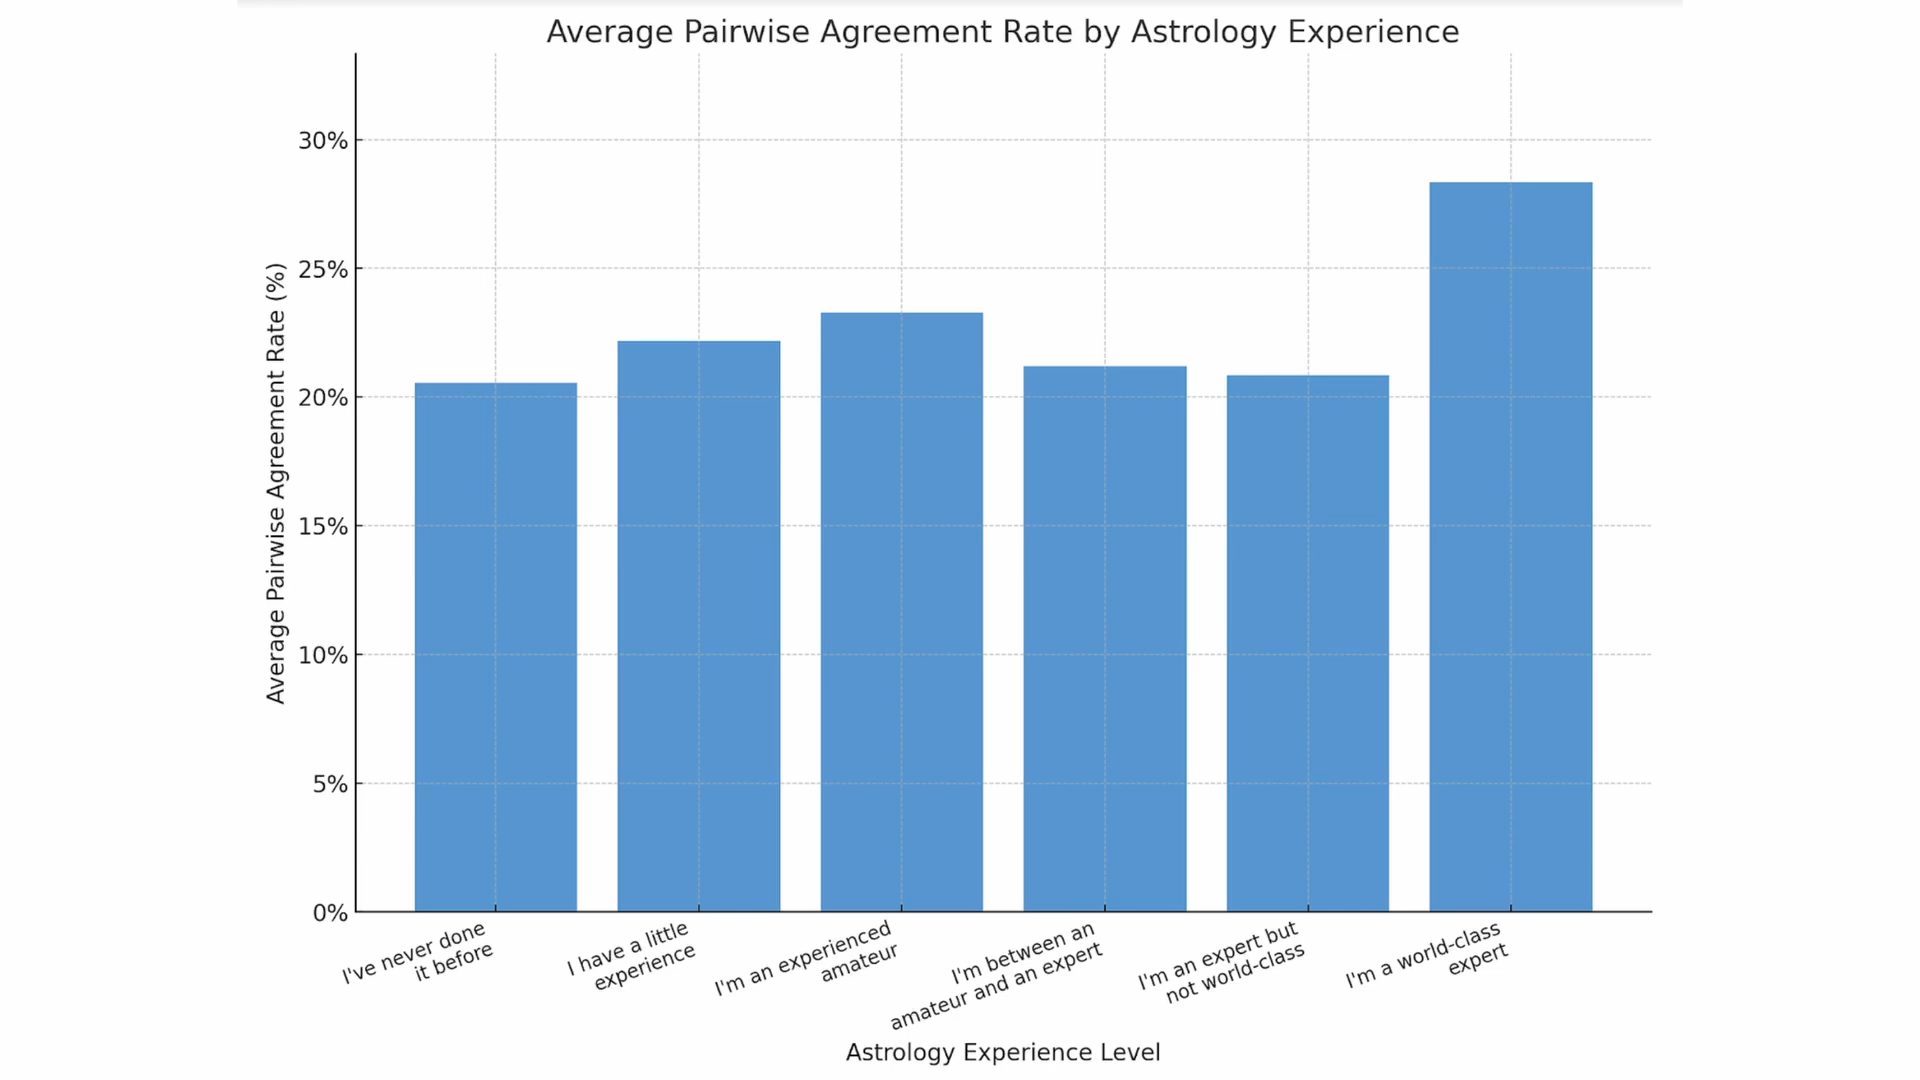 Average Pairwise Agreement Rate by Astrology Experience
Average Pairwise Agreement Rate (%)
30%
25%
20%
15%
10%
5%
0%
I've never done
it before
I have a little
experience
I'm an experienced
amateur
I'm between an
amateur and an expert
I'm an expert but
not world-class
I'm a world-class
expert
Astrology Experience Level